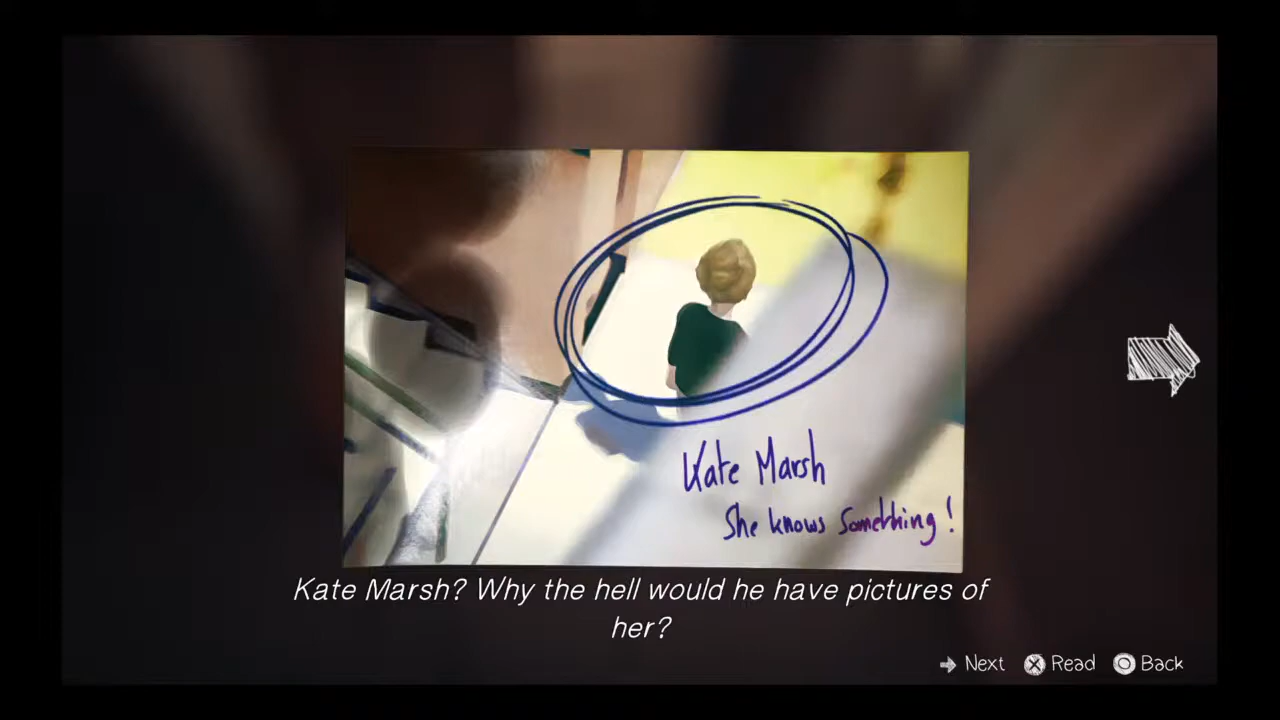 Kate Marsh
She knows Something!
Kate Marsh? Why the hell would he have pictures of
her?
Next Read Back